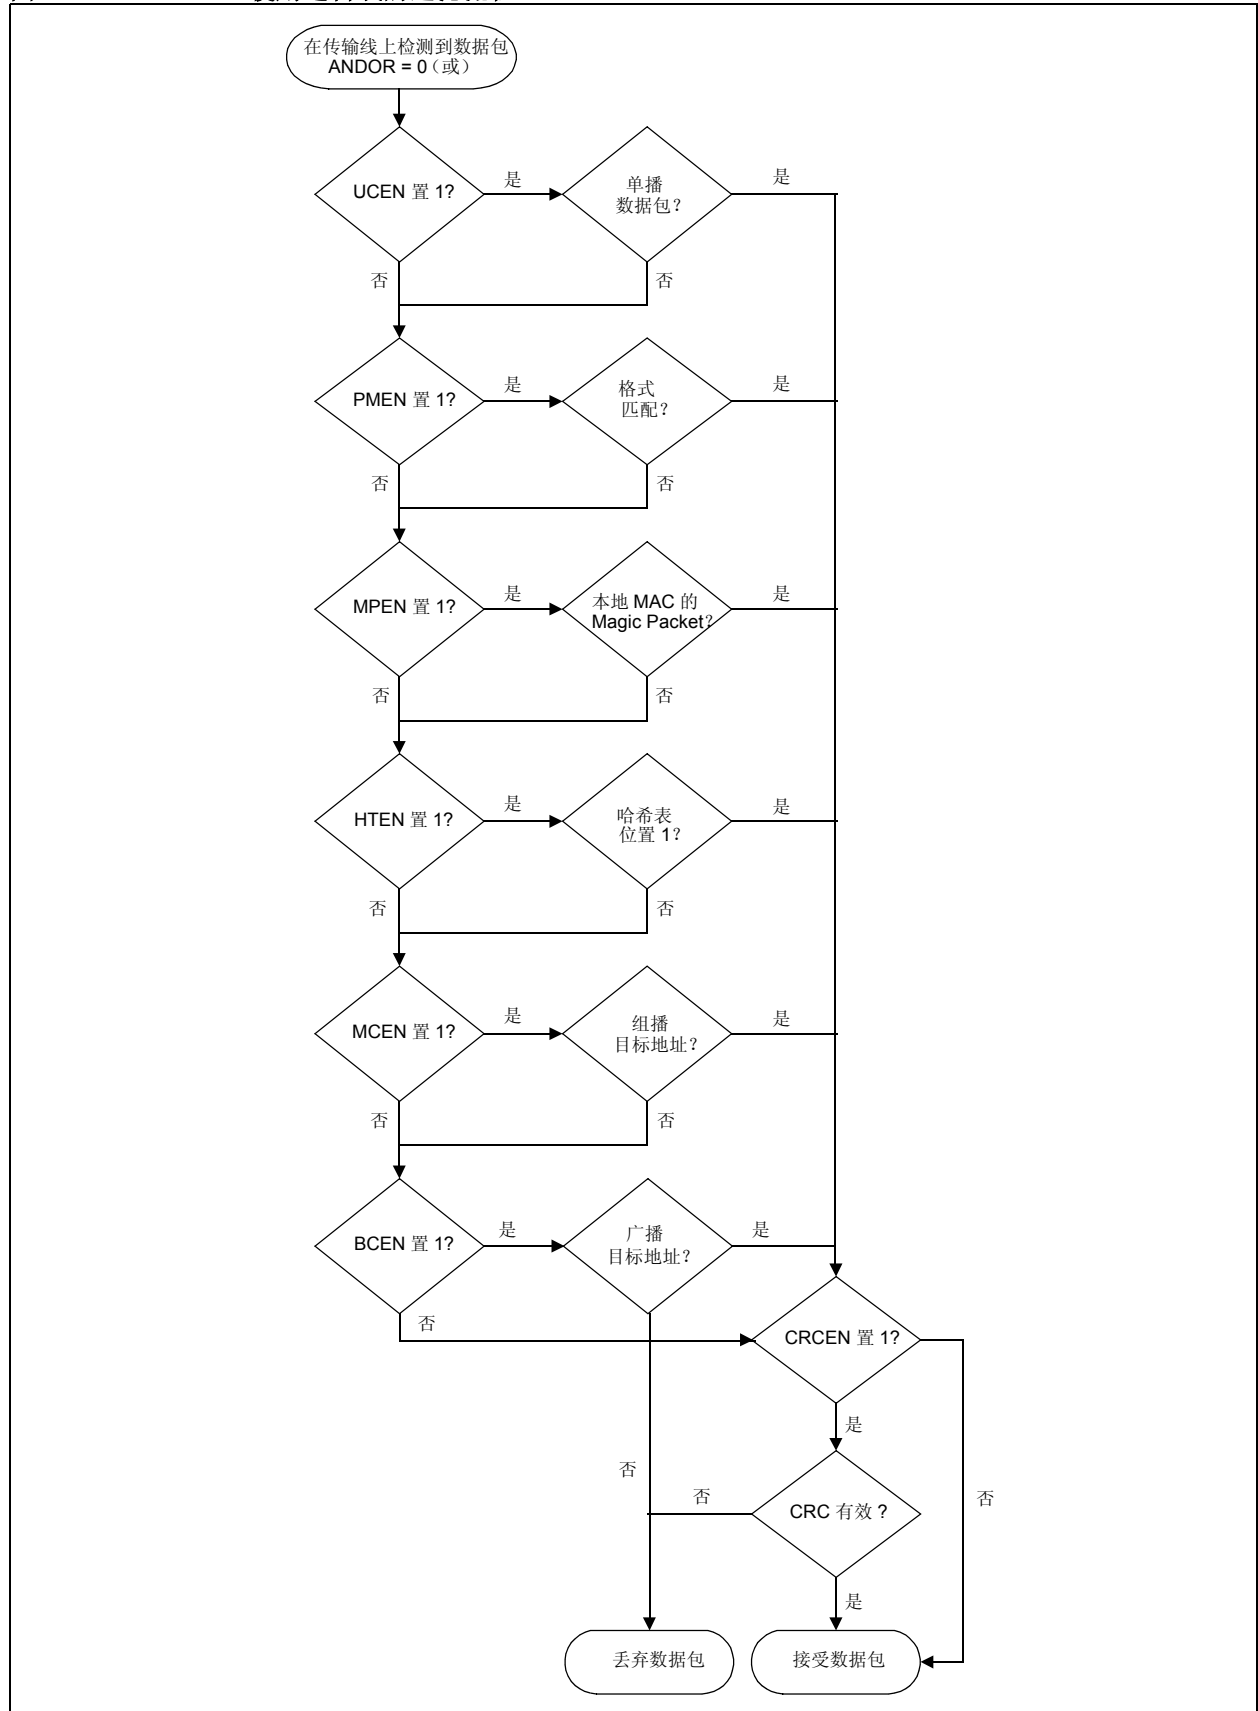 在传输线上检测到数据包
ANDOR = 0（或）
UCEN 置 1?
是
单播
数据包？
是
否
否
PMEN 置 1?
是
格式
匹配？
是
否
否
MPEN 置 1?
是
本地 MAC 的
Magic Packet?
是
否
否
HTEN 置 1?
是
哈希表
位置 1？
是
否
否
MCEN 置 1?
是
组播
目标地址？
是
否
否
BCEN 置 1?
是
广播
目标地址？
是
否
CRCEN 置 1?
是
否
否
CRC 有效 ?
否
是
丢弃数据包
接受数据包